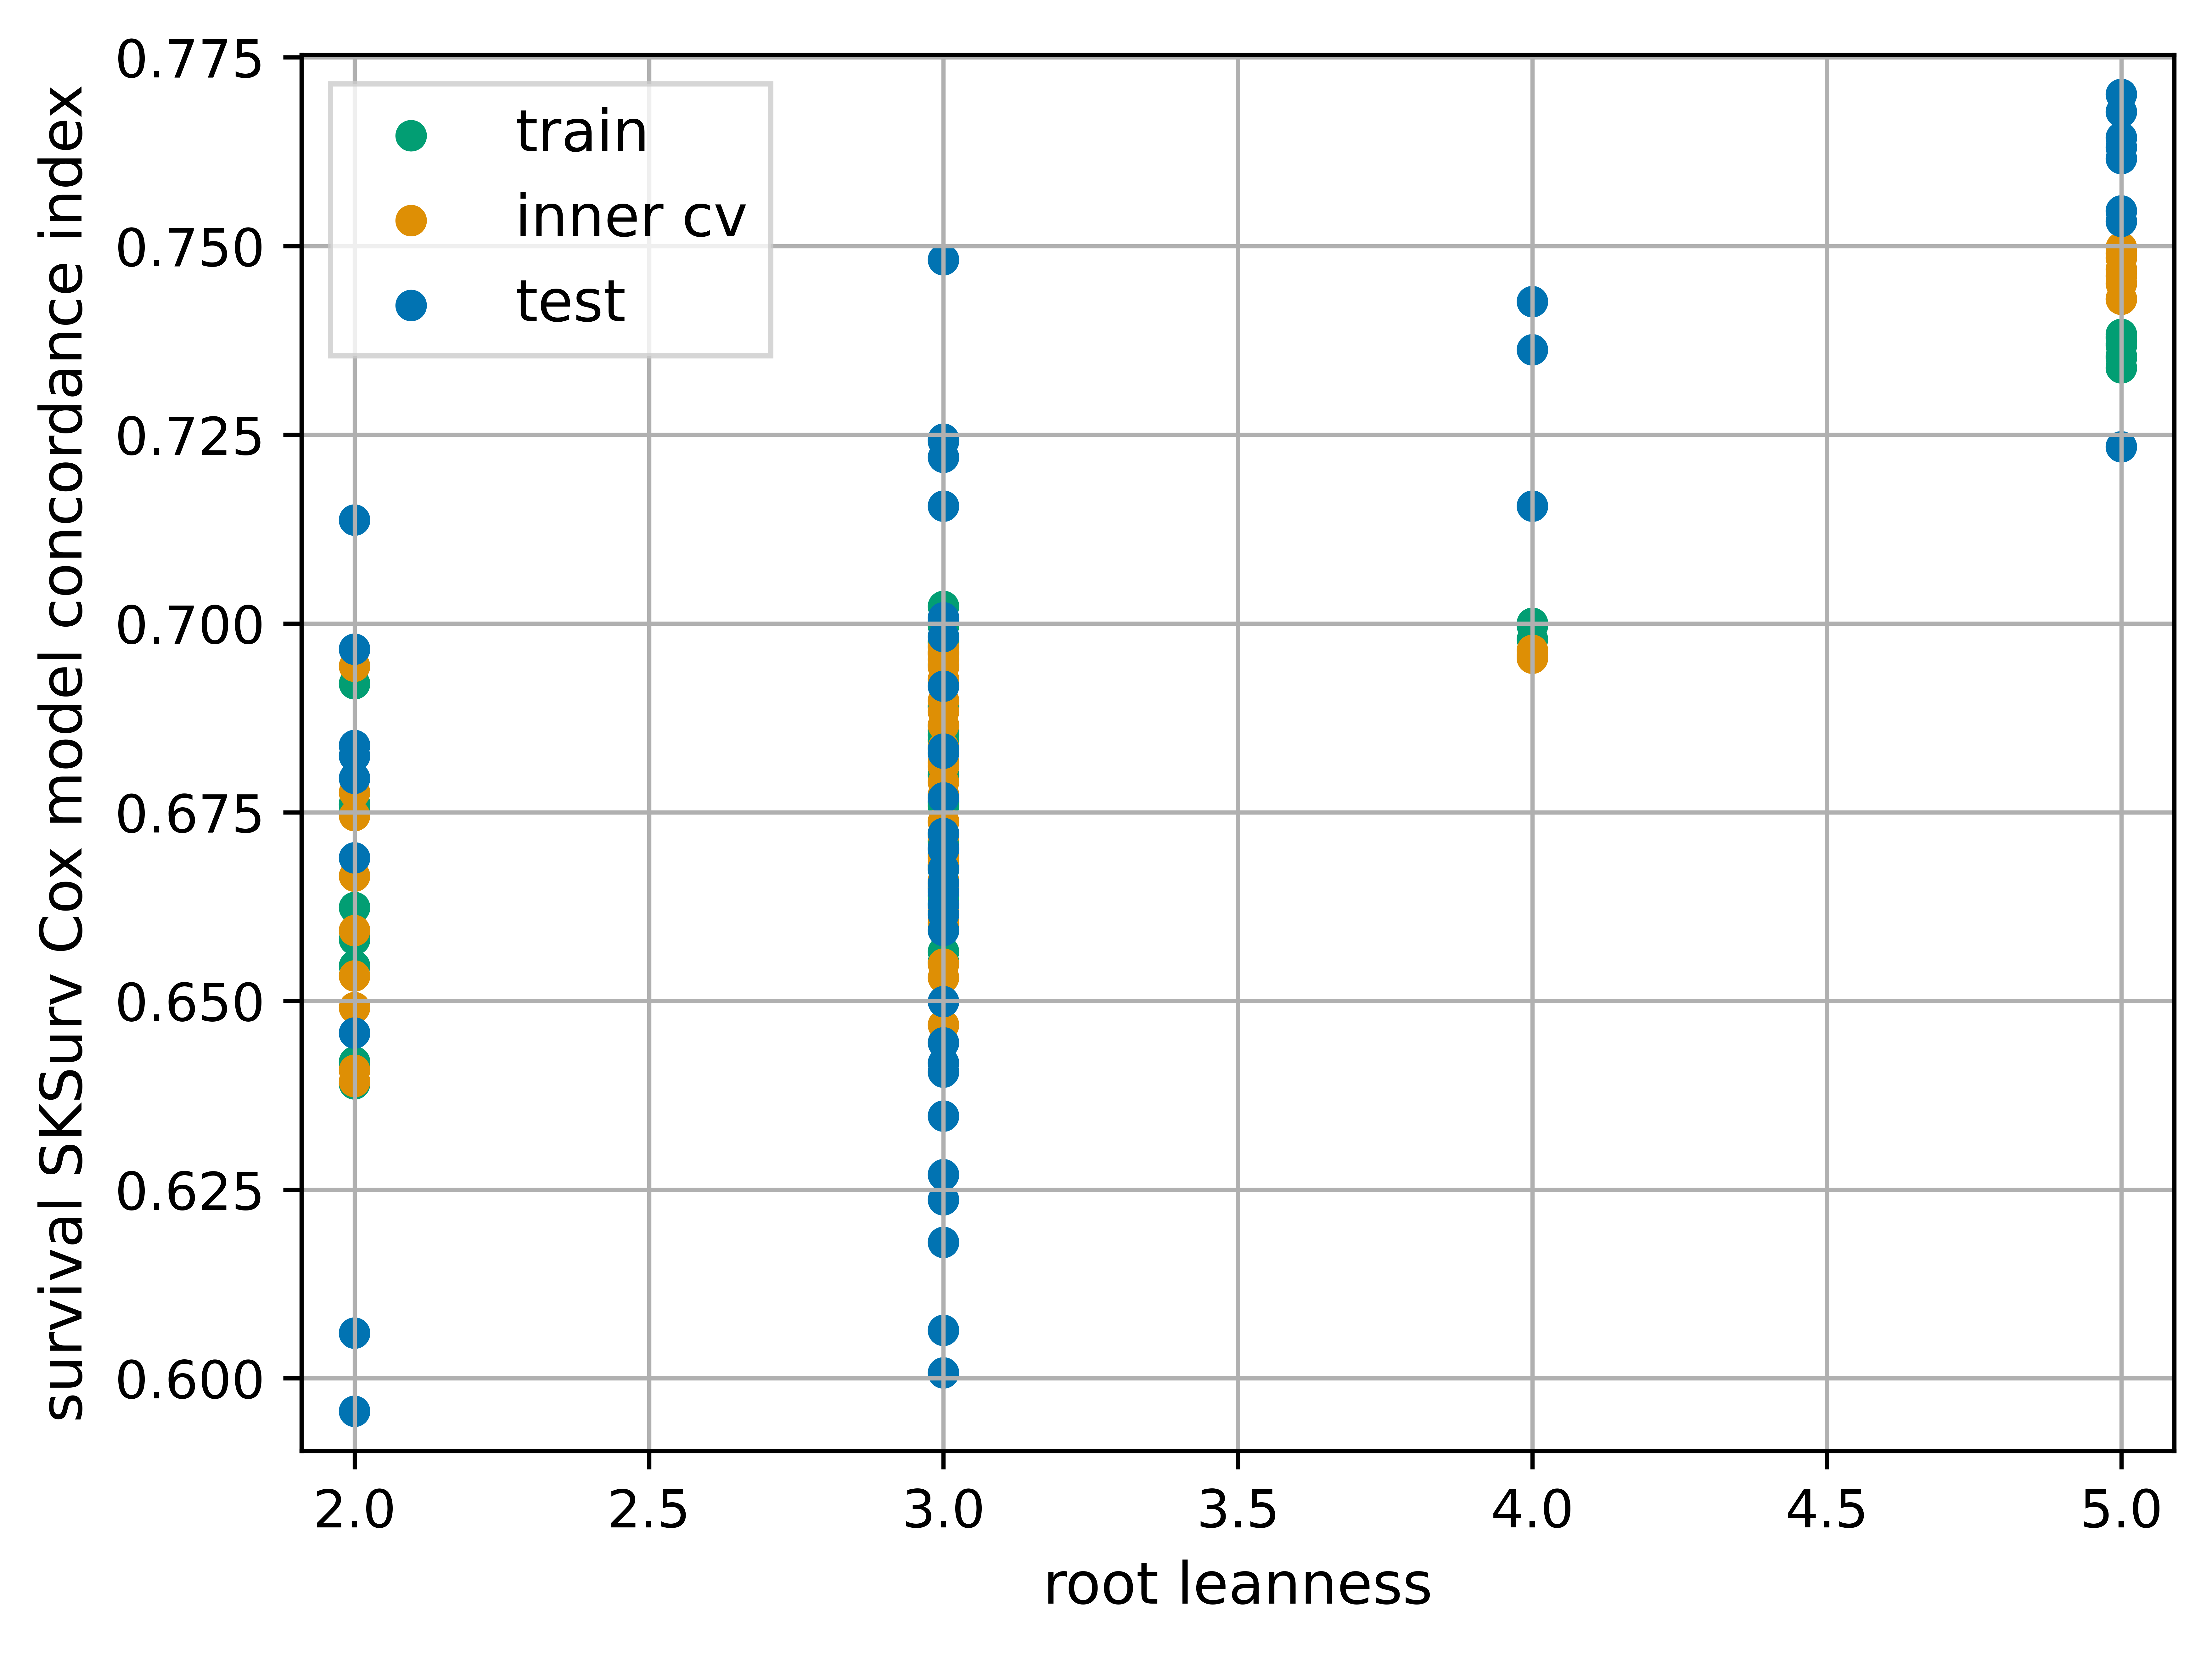 survival SKSurv Cox model concordance index
0.775
0.750
0.725
0.700
0.675
0.650
0.625
0.600
train
inner cv
test
2.0 2.5 3.0 3.5 4.0 4.5 5.0
root leanness